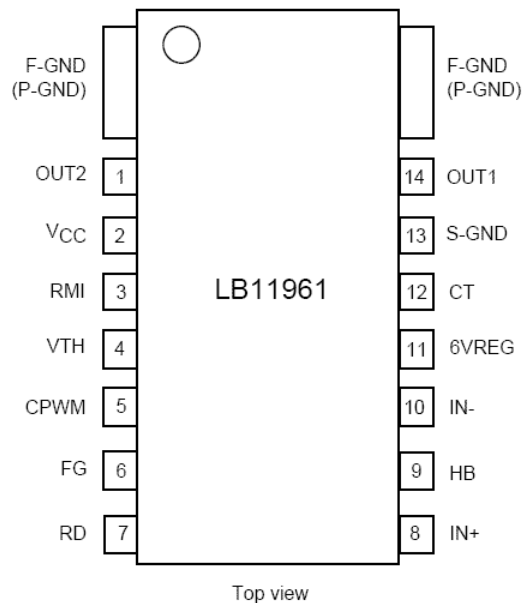 F-GND
(P-GND)
F-GND
(P-GND)
OUT2 1
14 OUT1
VCC 2
13 S-GND
RMI 3
LB11961
12 CT
VTH 4
11 6VREG
CPWM 5
10 IN-
FG 6
9 HB
RD 7
8 IN+
Top view